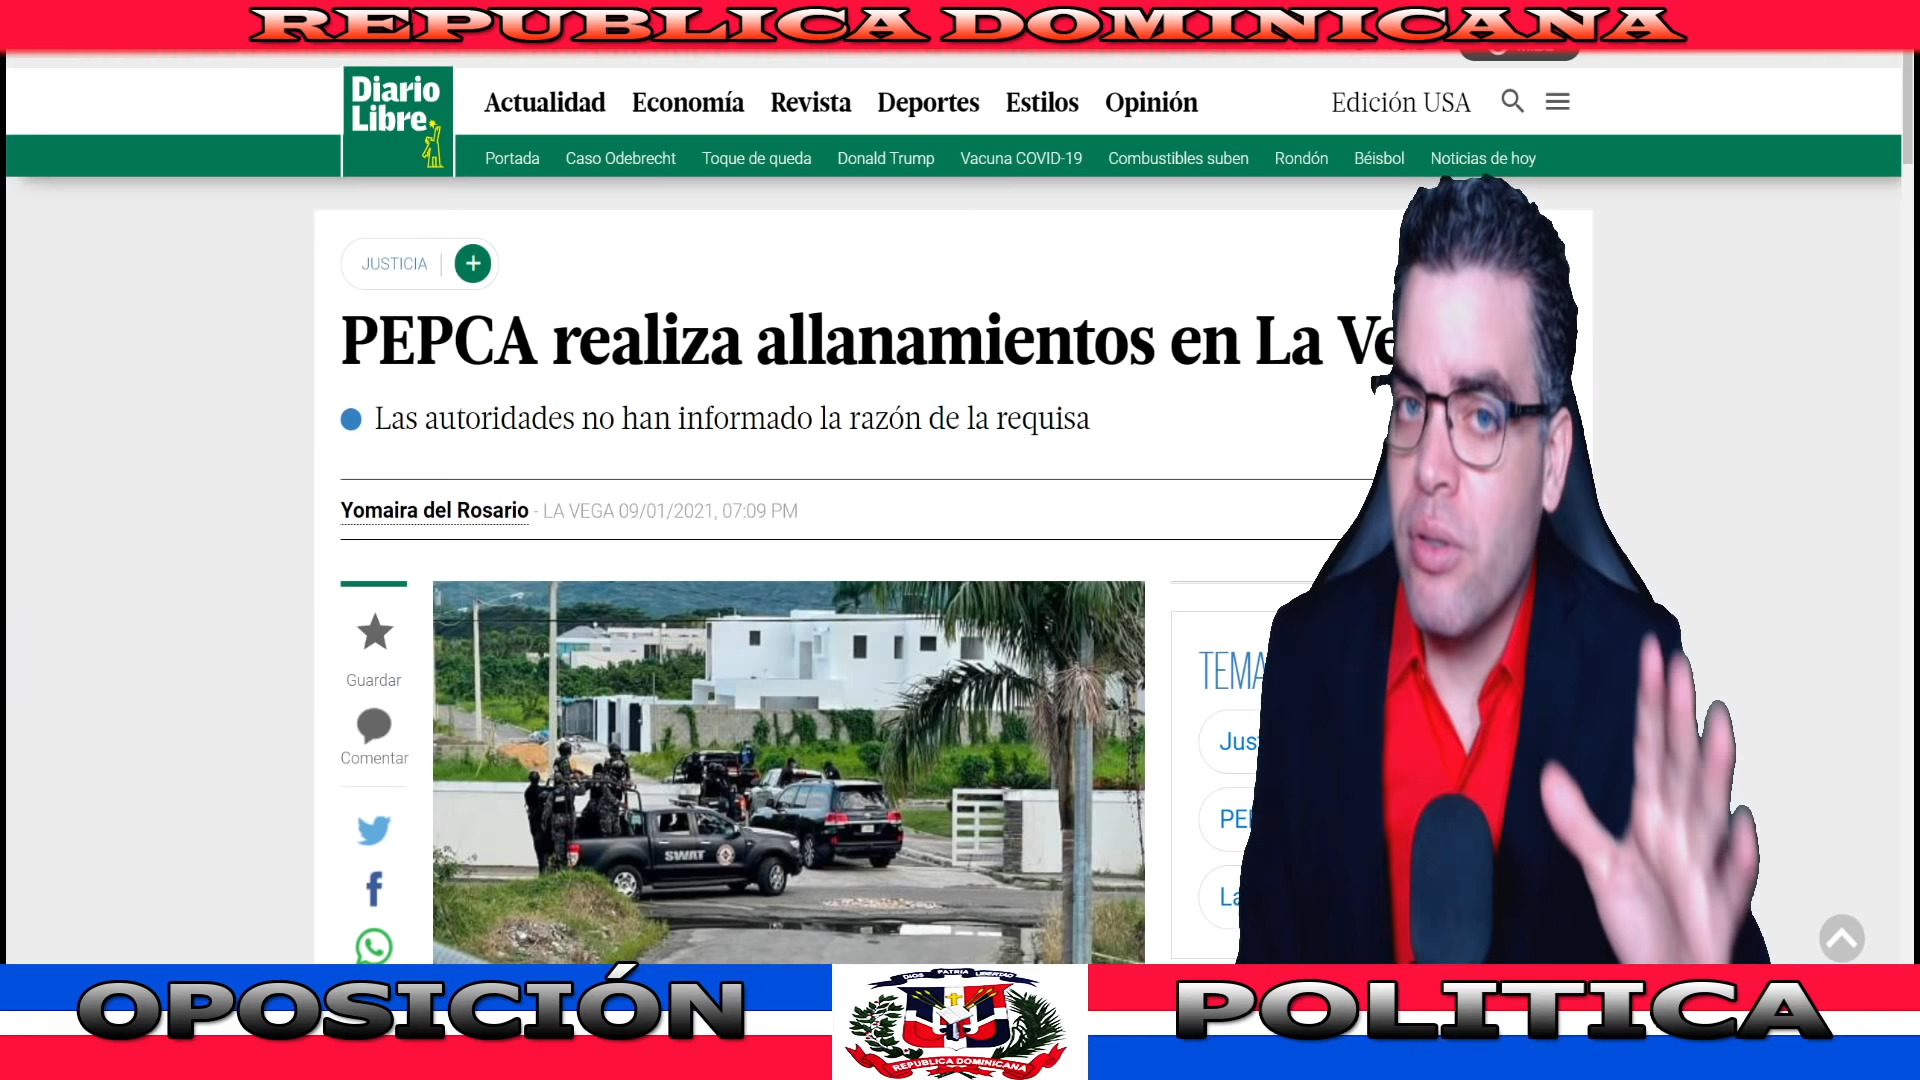 REPUBLICA DOMINICANA
Diario
Libre.
Actualidad Economía Revista Deportes Estilos Opinión Edición USA
Portada Caso Odebrecht Toque de queda Donald Trump Vacuna COVID-19 Combustibles suben Rondón Béisbol Noticias de hoy
JUSTICIA +
PEPCA realiza allanamientos en La Ve
Las autoridades no han informado la razón de la requisa
Yomaira del Rosario - LA VEGA 09/01/2021, 07:09 PM
Guardar
Comentar
SWAT
TEMA
Jus
PE
La
OPOSICIÓN
DIOS PATRIA LIBERTAD
REPUBLICA DOMINICANA
POLITICA